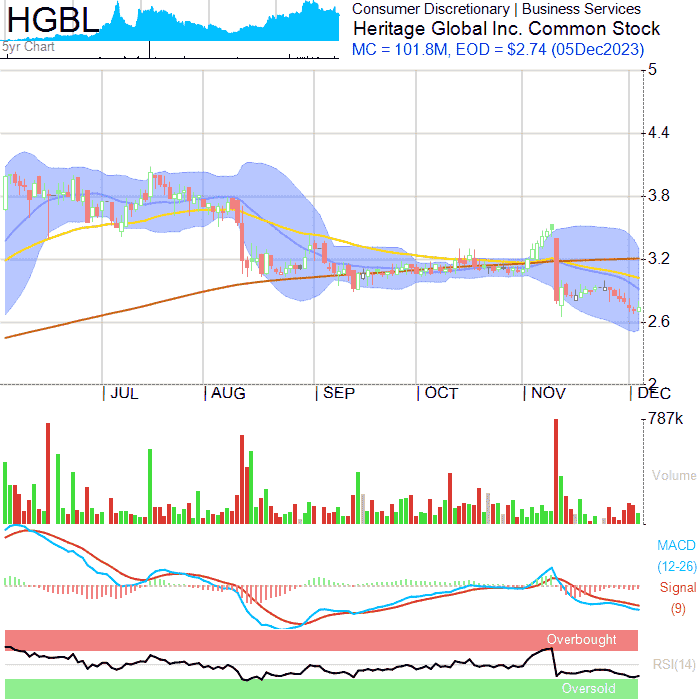 HGBL
5yr Chart
Consumer Discretionary | Business Services
Heritage Global Inc. Common Stock
MC = 101.8M, EOD = $2.74 (05Dec2023)
5
4.4
3.8
3.2
2.6
2
JUL
AUG
SEP
OCT
NOV
DEC
787k
Volume
MACD
(12-26)
Signal
(9)
Overbought
RSI(14)
Oversold